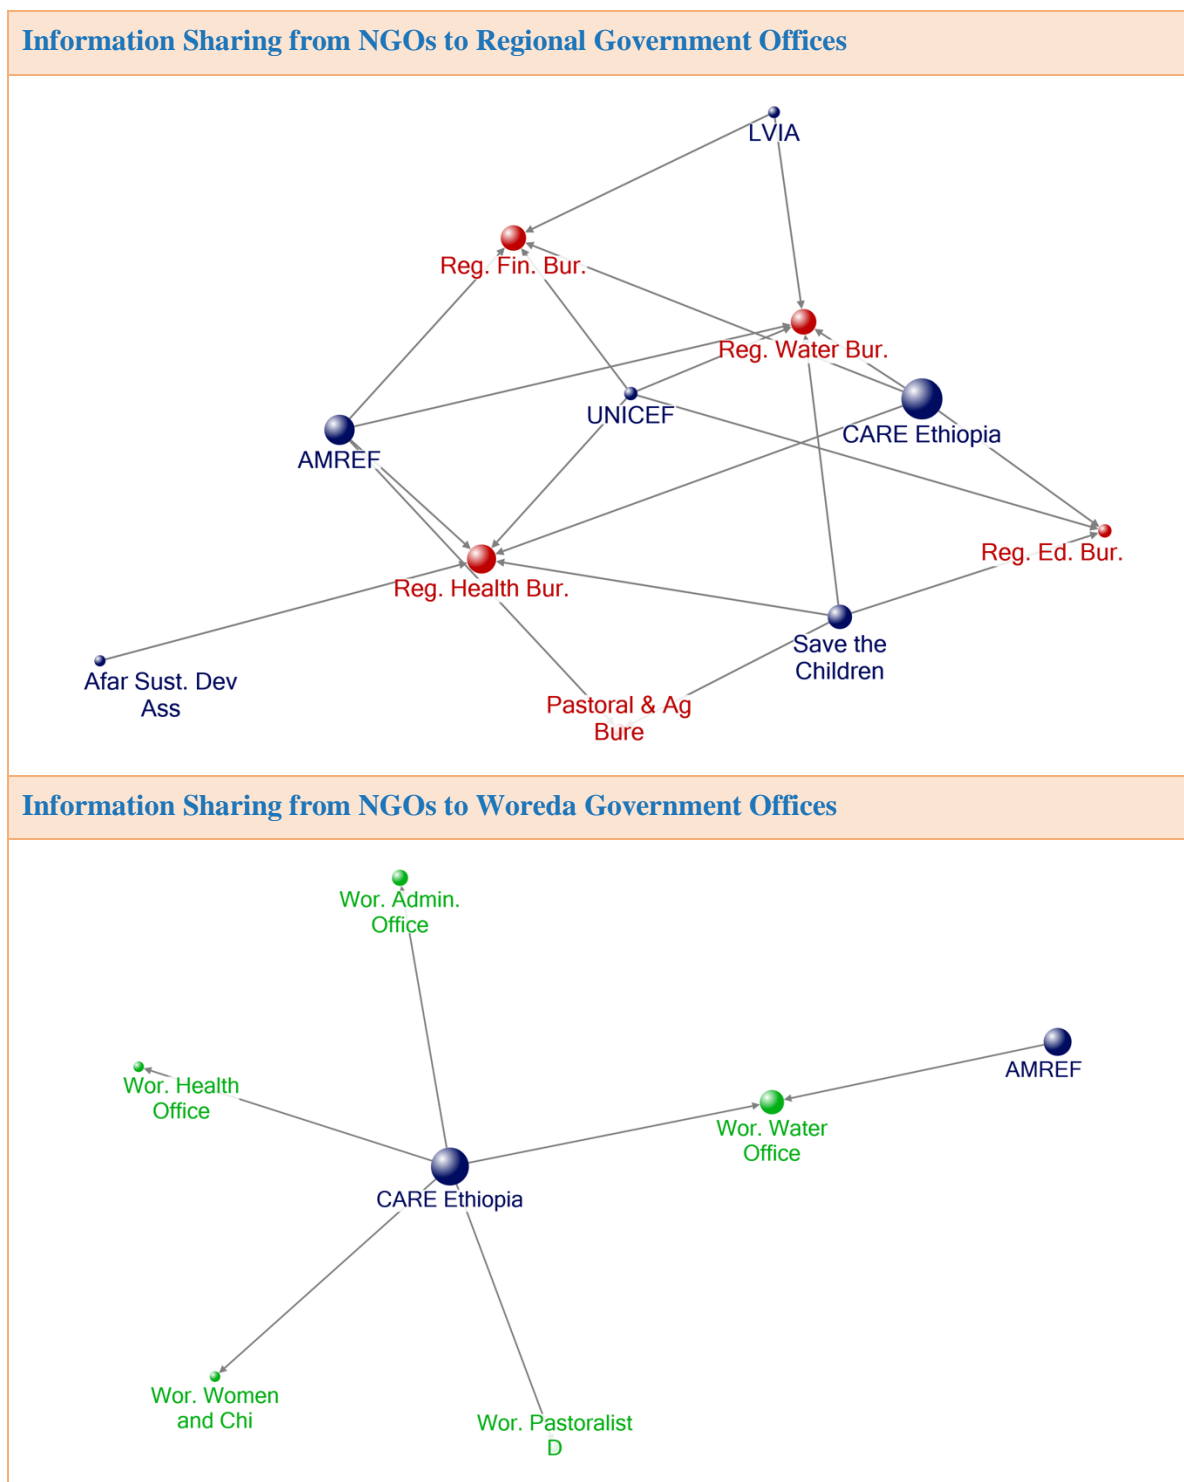 Information Sharing from NGOs to Regional Government Offices
LVIA
Reg. Fin. Bur.
Reg. Water Bur.
UNICEF
CARE Ethiopia
AMREF
Reg. Ed. Bur.
Reg. Health Bur.
Save the
Children
Afar Sust. Dev
Ass
Pastoral & Ag
Bure
Information Sharing from NGOs to Woreda Government Offices
Wor. Admin.
Office
AMREF
Wor. Health
Office
Wor. Water
Office
CARE Ethiopia
Wor. Women
and Chi
Wor. Pastoralist
D